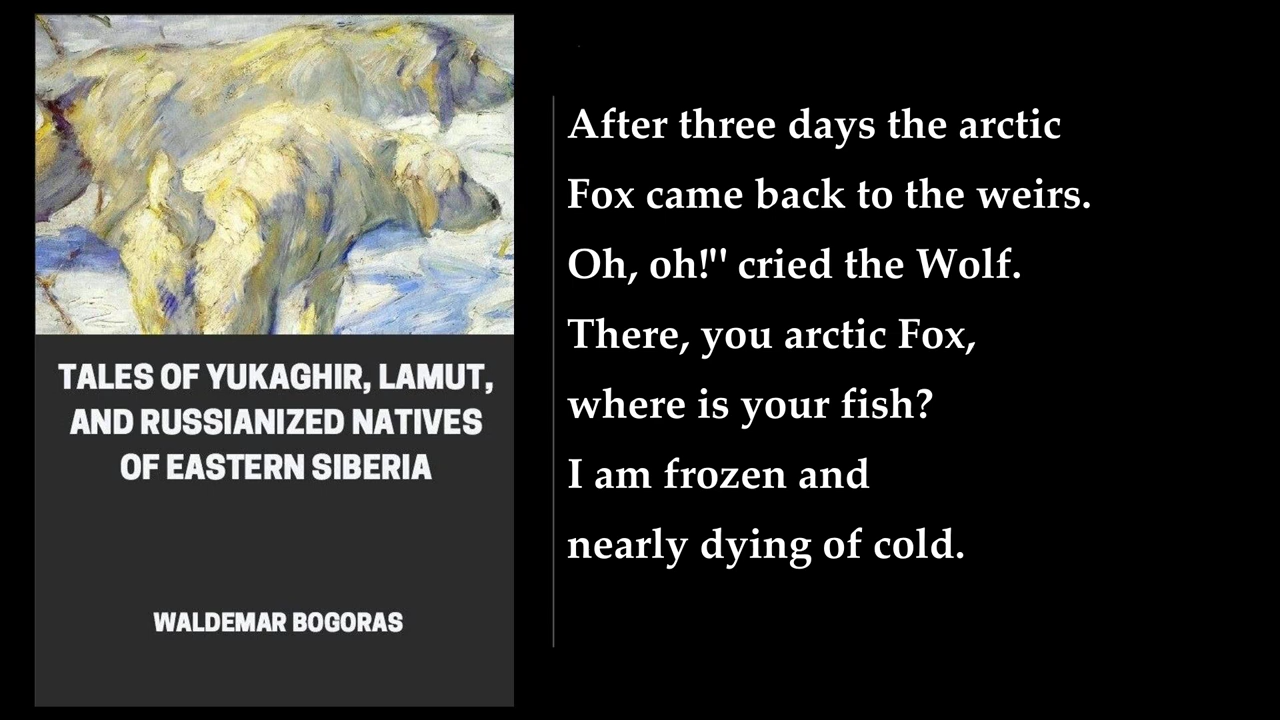 TALES OF YUKAGHIR, LAMUT,
AND RUSSIANIZED NATIVES
OF EASTERN SIBERIA
WALDEMAR BOGORAS
After three days the arctic
Fox came back to the weirs.
Oh, oh!" cried the Wolf.
There, you arctic Fox,
where is your fish?
I am frozen and
nearly dying of cold.